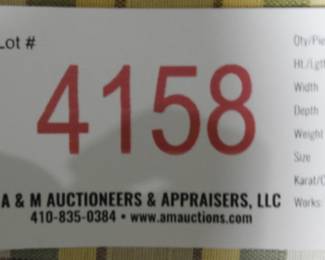 Lot #
4158
A & M AUCTIONEERS & APPRAISERS, LLC
410-835-0384 • www.amauctions.com
Qty/Pie
Ht./Lgth
Width
Depth
Weight
Size
Karat/C
Works: